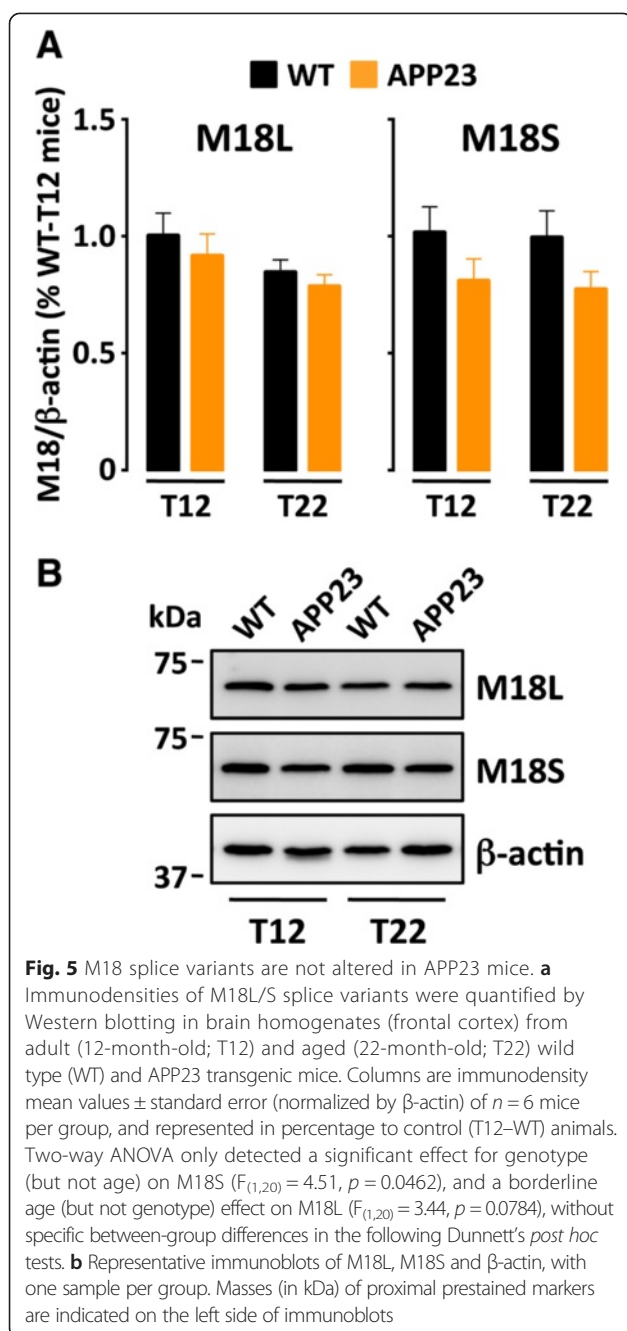 A
WT APP23
M18L M18S
M18/β-actin (% WT-T12 mice)
1.5
1.0
0.5
0
T12 T22 T12 T22
B
kDa WT APP23 WT APP23
75 M18L
75 M18S
β-actin
37
T12 T22
Fig. 5 M18 splice variants are not altered in APP23 mice. a
Immunodensities of M18L/S splice variants were quantified by
Western blotting in brain homogenates (frontal cortex) from
adult (12-month-old; T12) and aged (22-month-old; T22) wild
type (WT) and APP23 transgenic mice. Columns are immunodensity
mean values ± standard error (normalized by β-actin) of n = 6 mice
per group, and represented in percentage to control (T12–WT) animals.
Two-way ANOVA only detected a significant effect for genotype
(but not age) on M18S (F(1,20) = 4.51, p = 0.0462), and a borderline
age (but not genotype) effect on M18L (F(1,20) = 3.44, p = 0.0784), without
specific between-group differences in the following Dunnett's post hoc
tests. b Representative immunoblots of M18L, M18S and β-actin, with
one sample per group. Masses (in kDa) of proximal prestained markers
are indicated on the left side of immunoblots